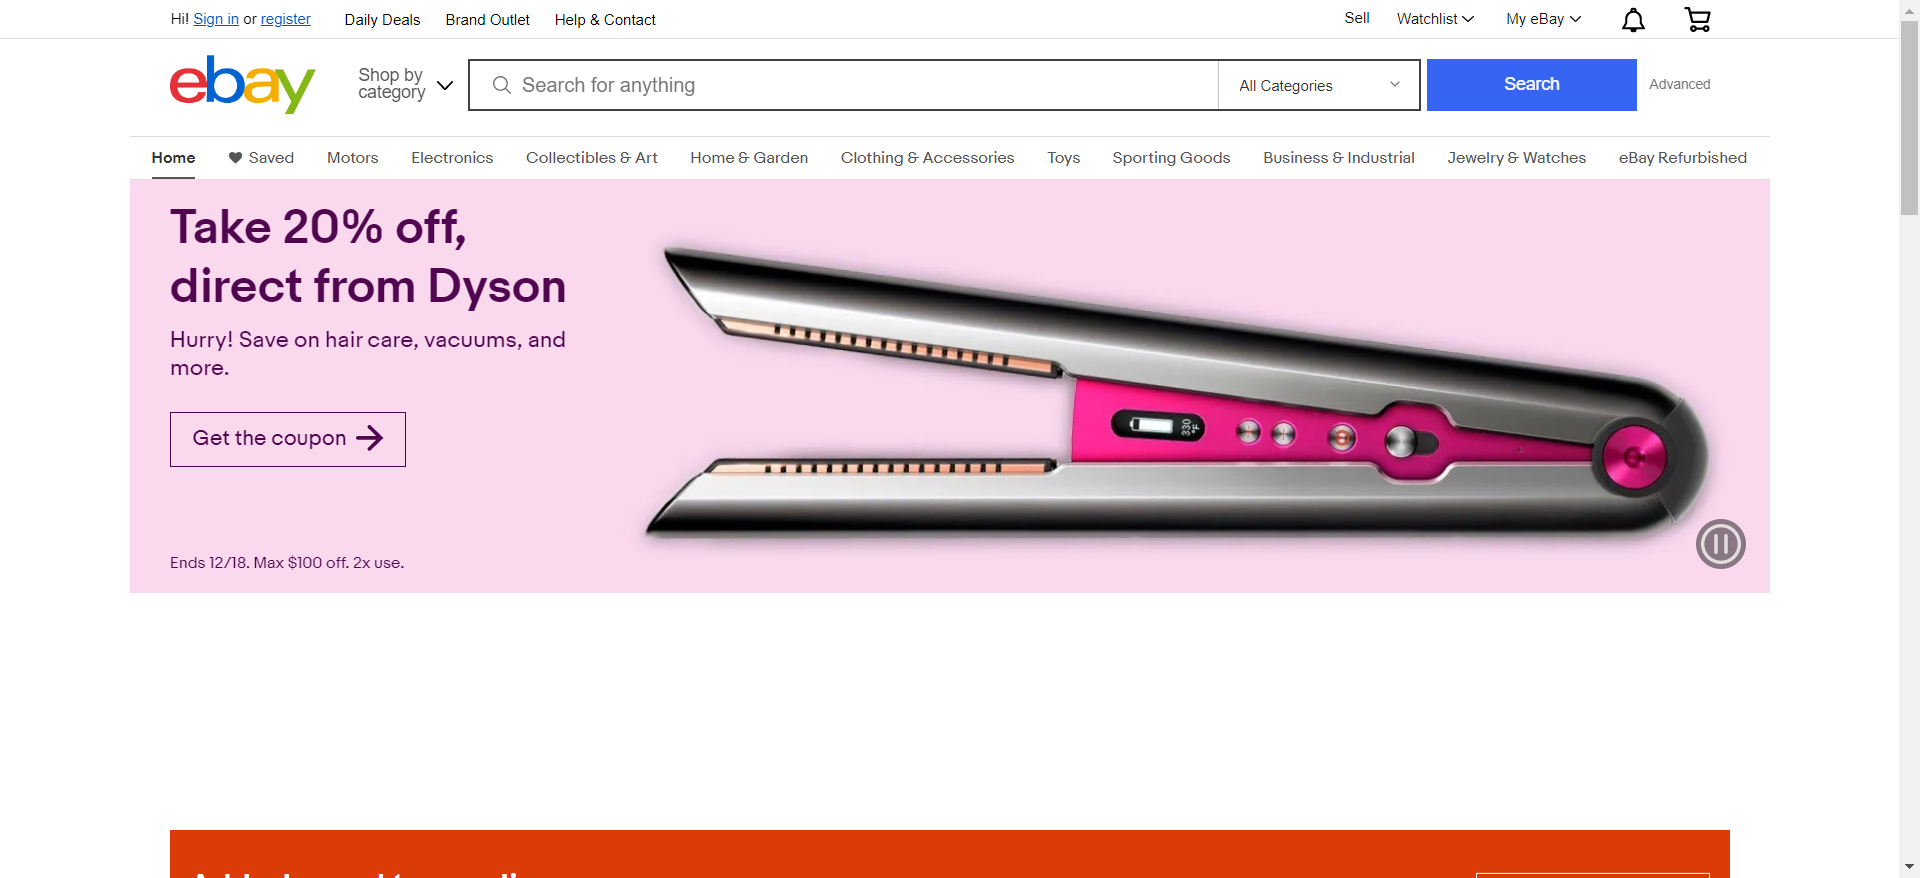 Hi! Sign in or register Daily Deals Brand Outlet Help & Contact Sell Watchlist My eBay
ebay
Shop by
category
Search for anything
All Categories
Search
Advanced
Home Saved Motors Electronics Collectibles & Art Home & Garden Clothing & Accessories Toys Sporting Goods Business & Industrial Jewelry & Watches eBay Refurbished
Take 20% off,
direct from Dyson
Hurry! Save on hair care, vacuums, and
more.
Get the coupon
330
°F
Ends 12/18. Max $100 off. 2x use.